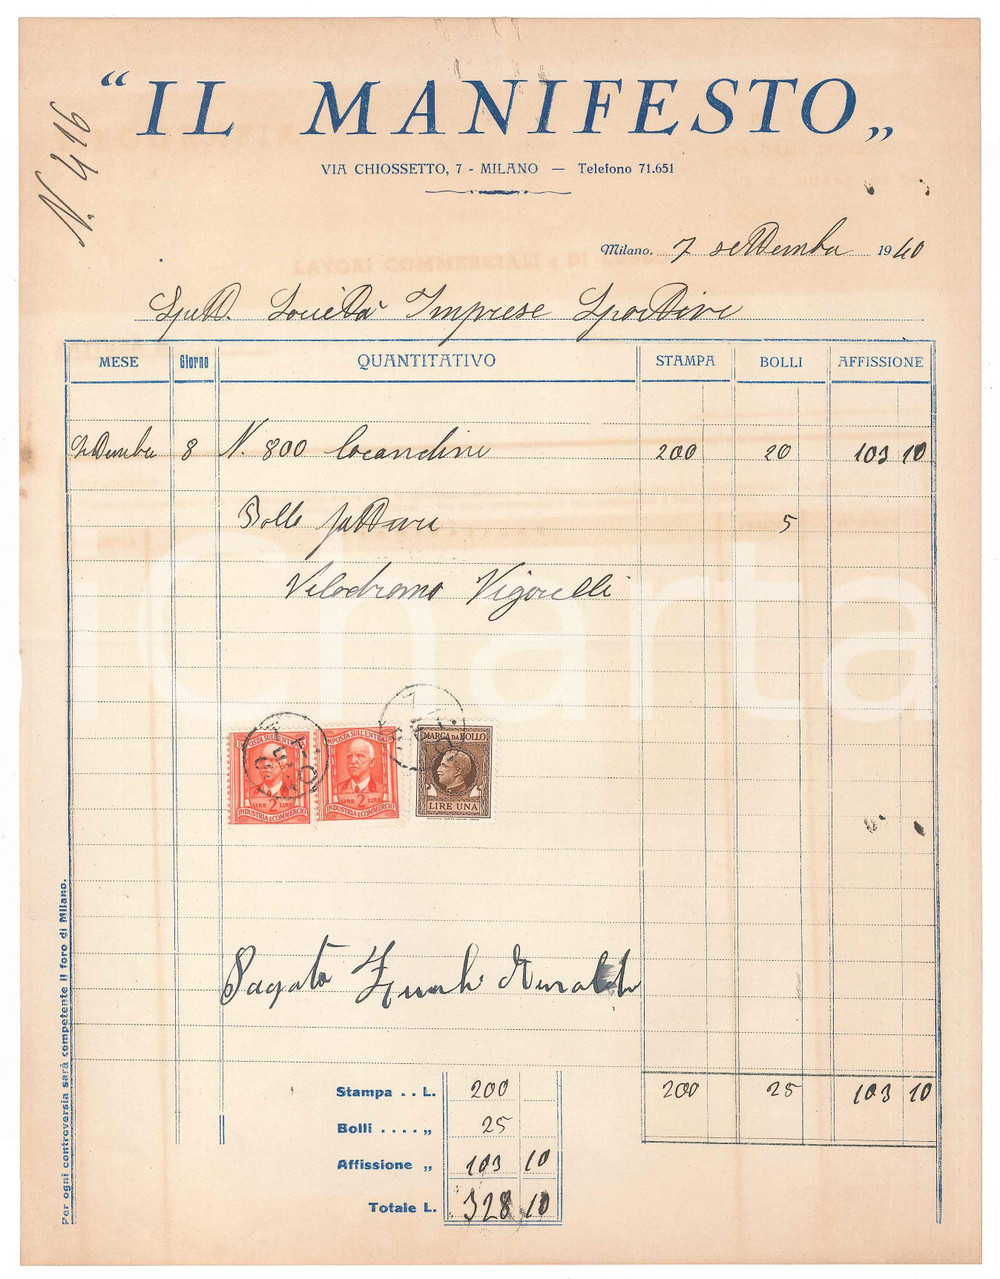 N. 416
“IL MANIFESTO„
VIA CHIOSSETTO, 7 - MILANO — Telefono 71.651
Milano, 7 settembre 1940
Spett. Società Imprese Sportive
MESE Giorno QUANTITATIVO STAMPA BOLLI AFFISSIONE
settembre 8 N. 800 locandine 200 20 103 10
Bollo fattura 5
Velodromo Vigorelli
IMPOSTA SULL'ENTRATA
LIRE 2 LIRE
INDUSTRIA E COMMERCIO
IMPOSTA SULL'ENTRATA
LIRE 2 LIRE
INDUSTRIA E COMMERCIO
MARCA DA BOLLO
LIRE UNA
Pagato
Stampa . . L. 200 200 25 103 10
Bolli . . . . „ 25
Affissione „ 103 10
Totale L. 328 10
Per ogni controversia sarà competente il foro di Milano.
Charta